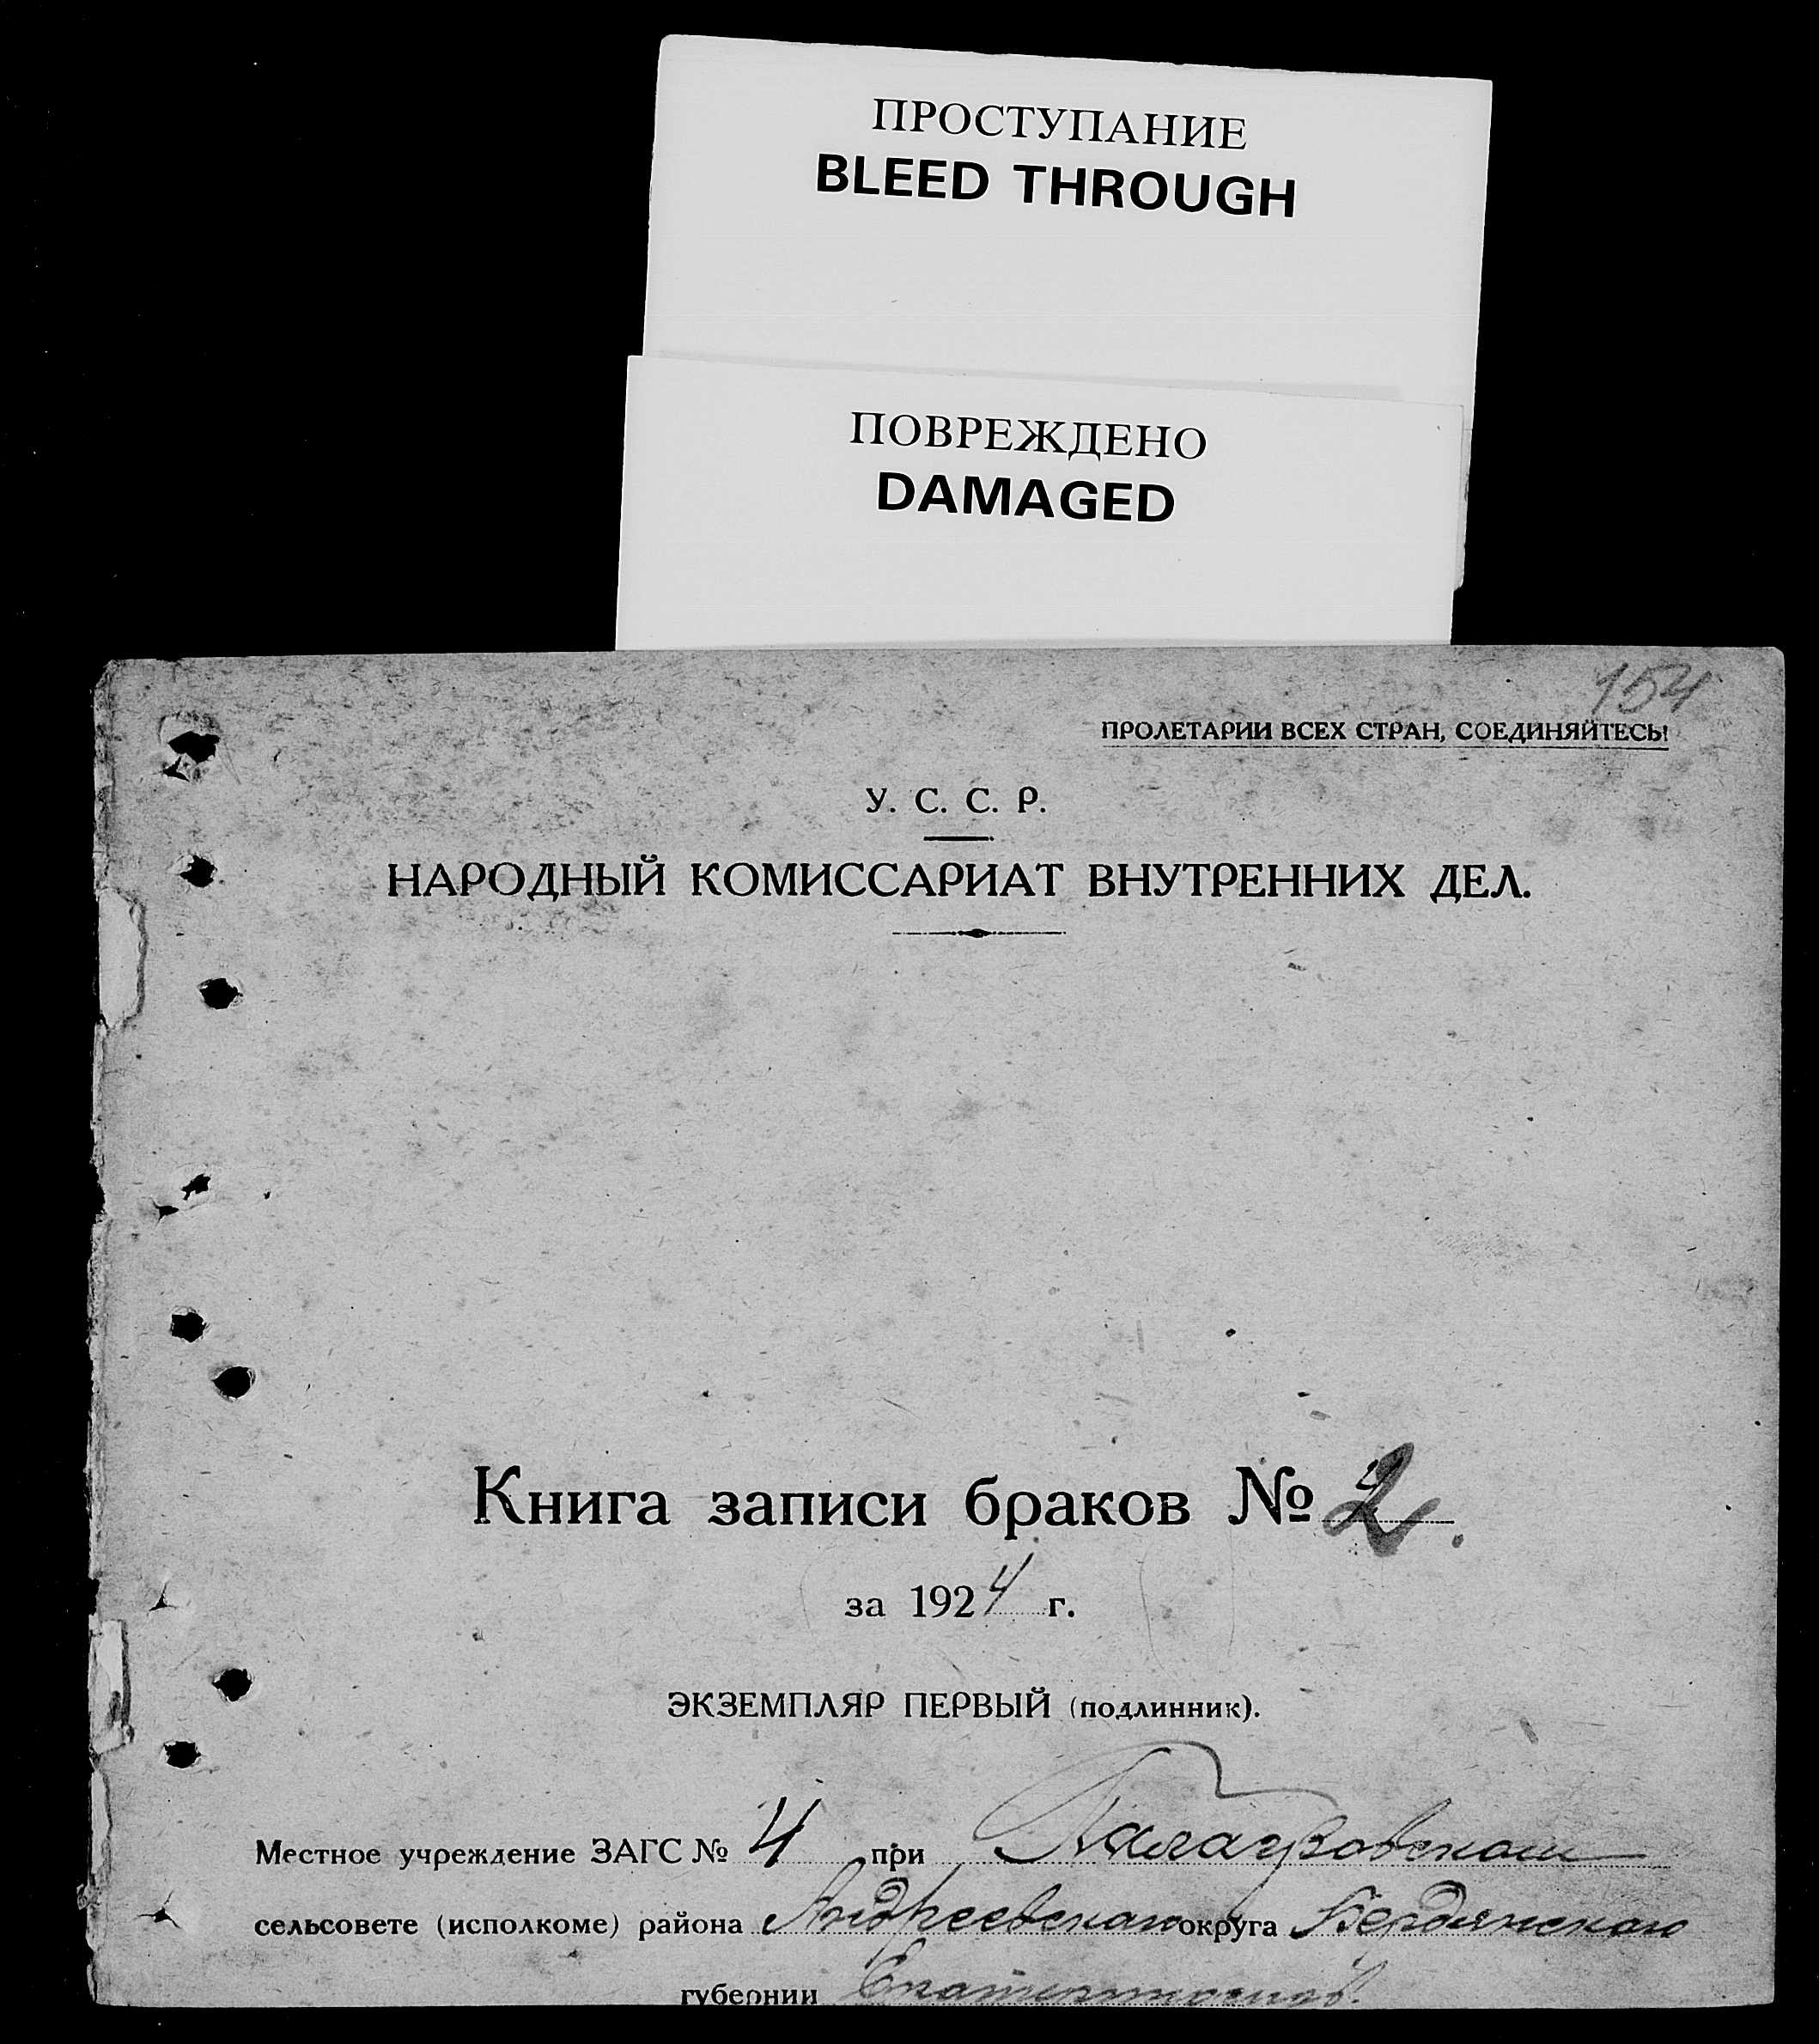 ПРОСТУПАНИЕ
BLEED THROUGH
ПОВРЕЖДЕНО
DAMAGED
154
ПРОЛЕТАРИИ ВСЕХ СТРАН, СОЕДИНЯЙТЕСЬ!
У. С. С. Р.
НАРОДНЫЙ КОМИССАРИАТ ВНУТРЕННИХ ДЕЛ.
Книга записи браков № 2.
за 1924 г.
ЭКЗЕМПЛЯР ПЕРВЫЙ (подлинник).
Местное учреждение ЗАГС № 4 при
сельсовете (исполкоме) района Андреевского округа Бердянского
губернии Екатеринослав.